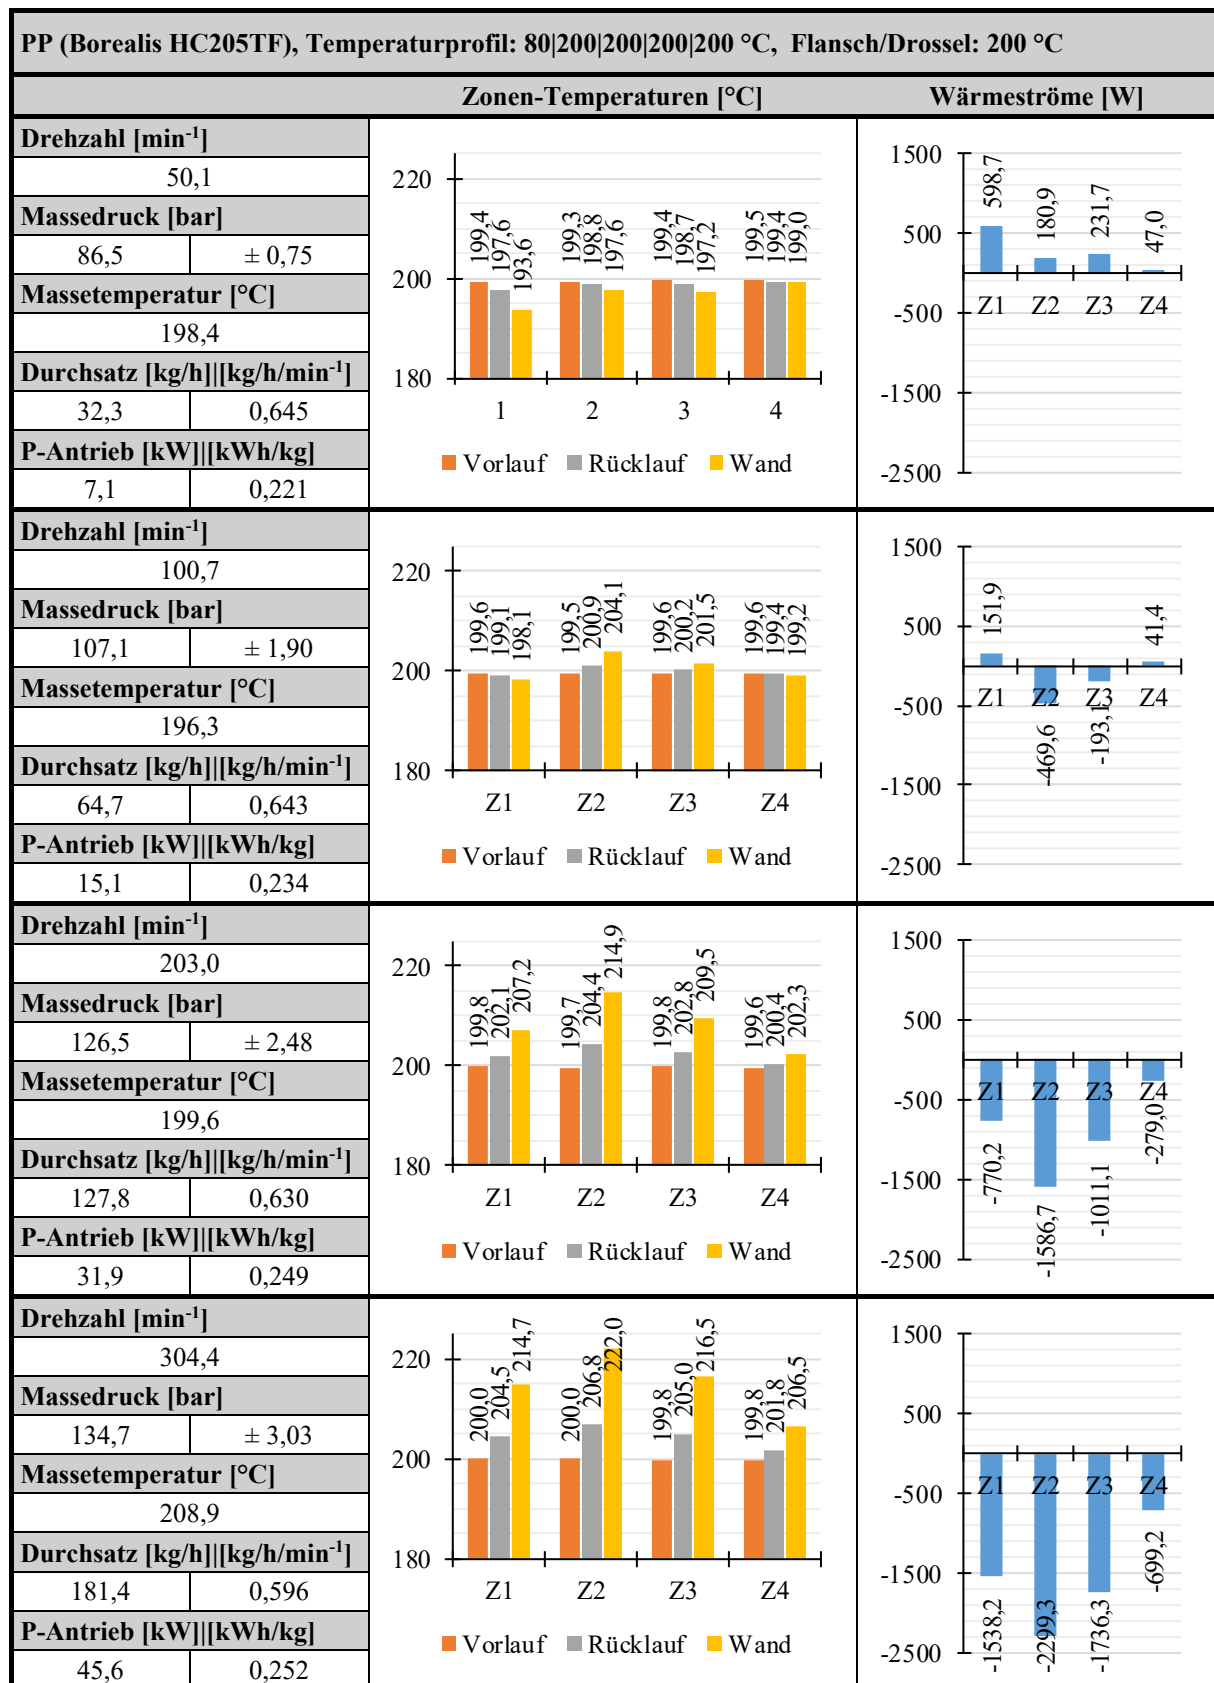 PP (Borealis HC205TF), Temperaturprofil: 80|200|200|200|200 °C, Flansch/Drossel: 200 °C
Zonen-Temperaturen [°C] Wärmeströme [W]
Drehzahl [min-1]
50,1
Massedruck [bar]
86,5 ± 0,75
Massetemperatur [°C]
198,4
Durchsatz [kg/h]|[kg/h/min-1]
32,3 0,645
P-Antrieb [kW]|[kWh/kg]
7,1 0,221
220
200
180
199,4 197,6 193,6 199,3 198,8 197,6 199,4 198,7 197,2 199,5 199,4 199,0
1 2 3 4
Vorlauf Rücklauf Wand
1500
500
-500
-1500
-2500
598,7 180,9 231,7 47,0
Z1 Z2 Z3 Z4
Drehzahl [min-1]
100,7
Massedruck [bar]
107,1 ± 1,90
Massetemperatur [°C]
196,3
Durchsatz [kg/h]|[kg/h/min-1]
64,7 0,643
P-Antrieb [kW]|[kWh/kg]
15,1 0,234
220
200
180
199,6 199,1 198,1 199,5 200,9 204,1 199,6 200,2 201,5 199,6 199,4 199,2
Z1 Z2 Z3 Z4
Vorlauf Rücklauf Wand
1500
500
-500
-1500
-2500
151,9 -469,6 -193,1 41,4
Z1 Z2 Z3 Z4
Drehzahl [min-1]
203,0
Massedruck [bar]
126,5 ± 2,48
Massetemperatur [°C]
199,6
Durchsatz [kg/h]|[kg/h/min-1]
127,8 0,630
P-Antrieb [kW]|[kWh/kg]
31,9 0,249
220
200
180
199,8 202,1 207,2 199,7 204,4 214,9 199,8 202,8 209,5 199,6 200,4 202,3
Z1 Z2 Z3 Z4
Vorlauf Rücklauf Wand
1500
500
-500
-1500
-2500
Z1 Z2 Z3 Z4
-770,2 -1586,7 -1011,1 -279,0
Drehzahl [min-1]
304,4
Massedruck [bar]
134,7 ± 3,03
Massetemperatur [°C]
208,9
Durchsatz [kg/h]|[kg/h/min-1]
181,4 0,596
P-Antrieb [kW]|[kWh/kg]
45,6 0,252
220
200
180
200,0 204,5 214,7 200,0 206,8 222,0 199,8 205,0 216,5 199,8 201,8 206,5
Z1 Z2 Z3 Z4
Vorlauf Rücklauf Wand
1500
500
-500
-1500
-2500
Z1 Z2 Z3 Z4
-1538,2 -2299,3 -1736,3 -699,2